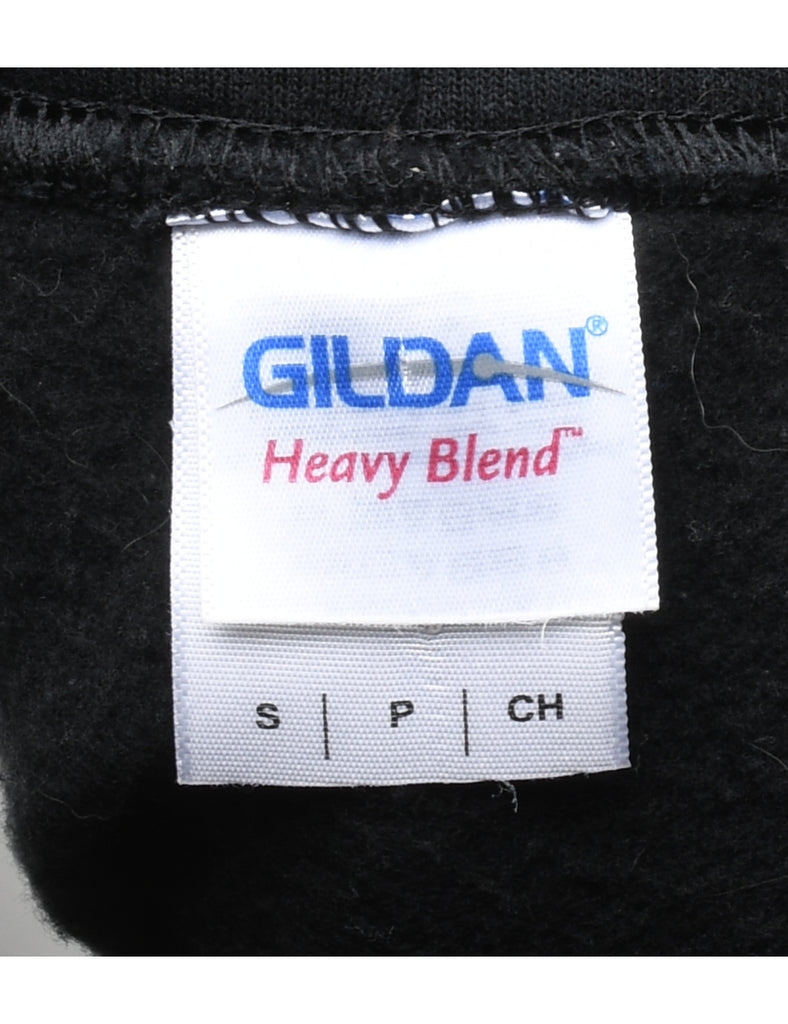 GILDAN®
Heavy Blend™
S | P | CH